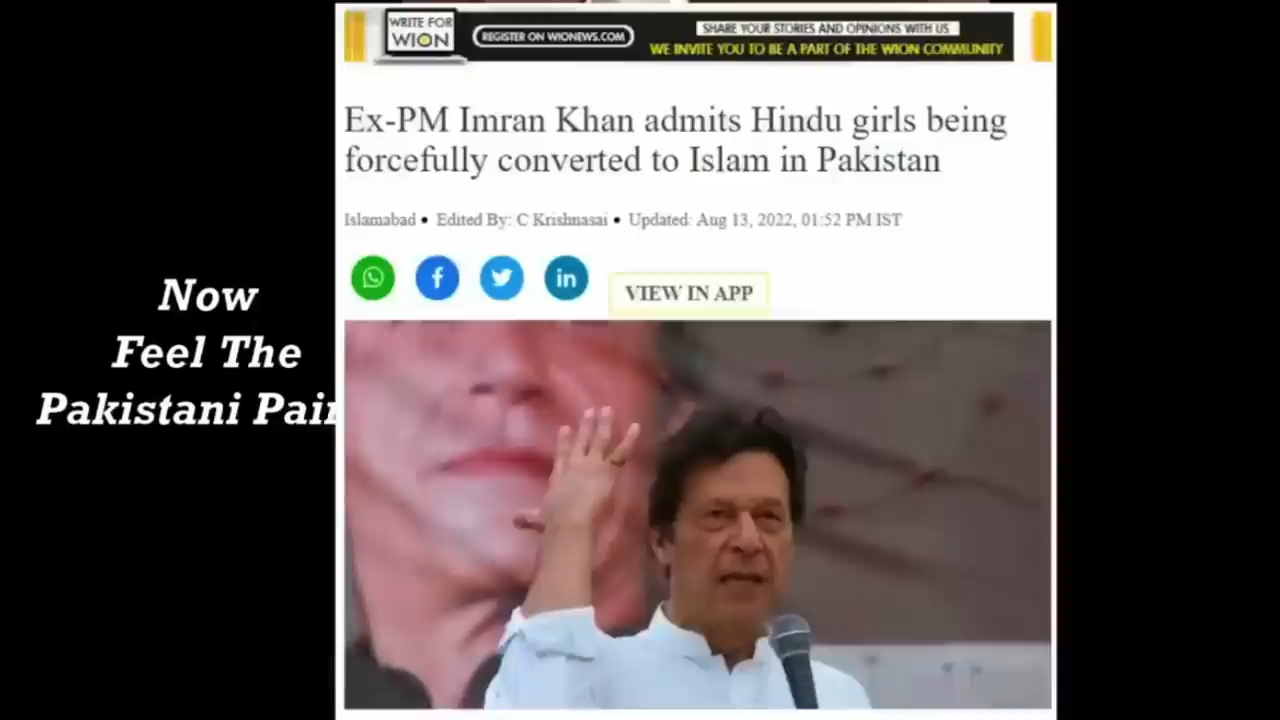 WRITE FOR
WION
REGISTER ON WIONEWS.COM
SHARE YOUR STORIES AND OPINIONS WITH US
WE INVITE YOU TO BE A PART OF THE WION COMMUNITY
Ex-PM Imran Khan admits Hindu girls being
forcefully converted to Islam in Pakistan
Islamabad • Edited By: C Krishnasai • Updated: Aug 13, 2022, 01:52 PM IST
f
in
VIEW IN APP
Now
Feel The
Pakistani Pain